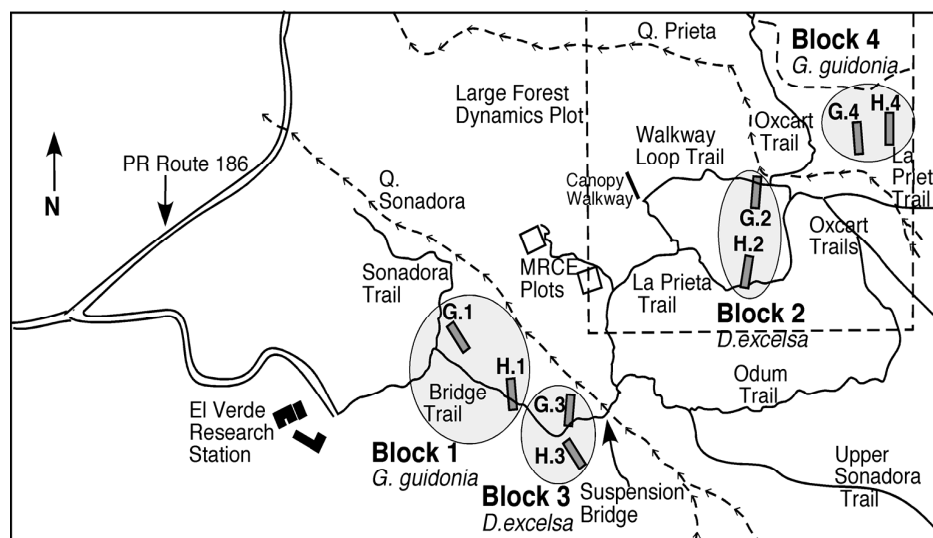 Q. Prieta
Block 4
G. guidonia
Large Forest
Dynamics Plot
G.4
H.4
Oxcart
Trail
Walkway
Loop Trail
La
Prieta
Trail
PR Route 186
N
Q.
Sonadora
Canopy
Walkway
G.2
H.2
Oxcart
Trails
Sonadora
Trail
MRCE
Plots
La Prieta
Trail
Block 2
D.excelsa
G.1
H.1
Bridge
Trail
G.3
H.3
Odum
Trail
El Verde
Research
Station
Block 1
G. guidonia
Block 3
D.excelsa
Suspension
Bridge
Upper
Sonadora
Trail